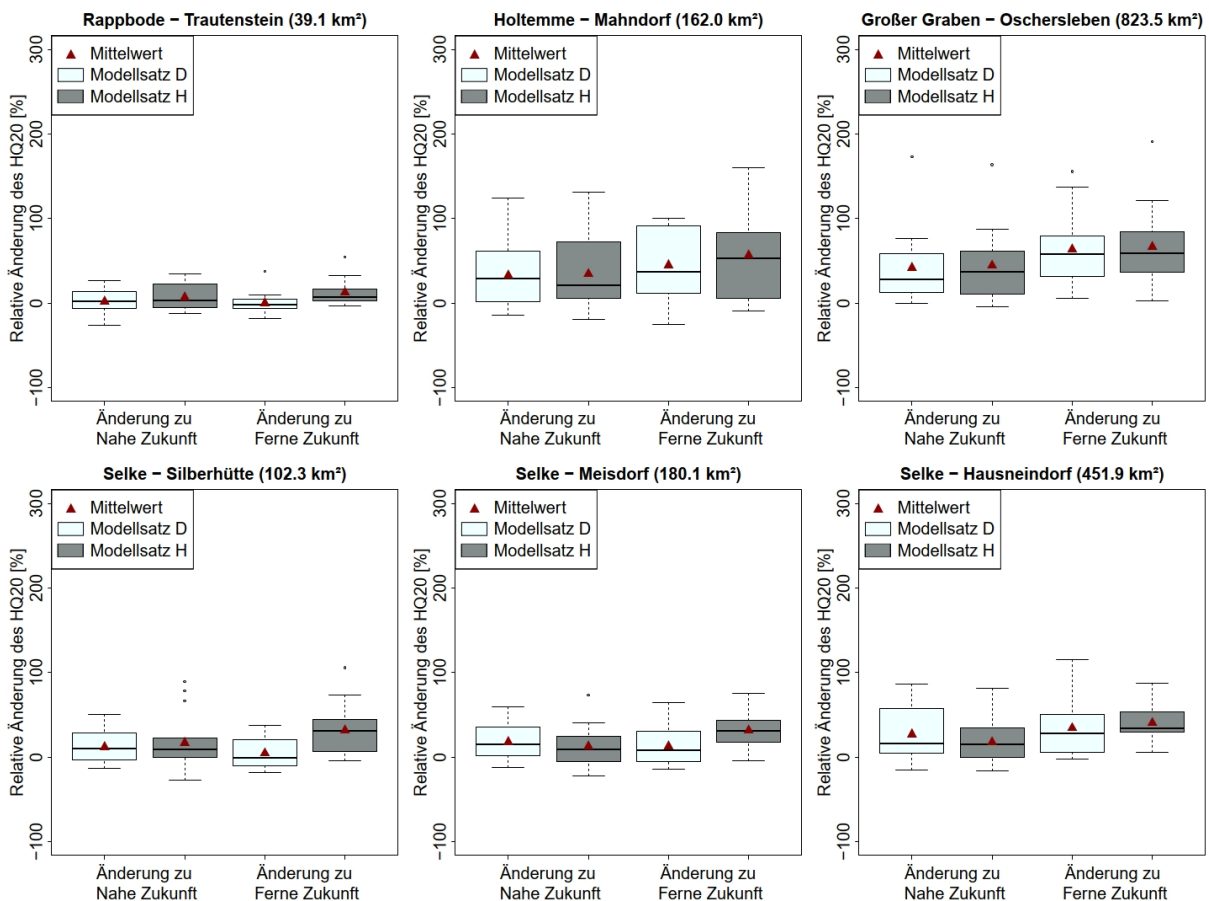 Rappbode − Trautenstein (39.1 km²)
Relative Änderung des HQ20 [%]
300
200
100
0
−100
Mittelwert
Modellsatz D
Modellsatz H
Änderung zu
Nahe Zukunft
Änderung zu
Ferne Zukunft
Holtemme − Mahndorf (162.0 km²)
Relative Änderung des HQ20 [%]
300
200
100
0
−100
Mittelwert
Modellsatz D
Modellsatz H
Änderung zu
Nahe Zukunft
Änderung zu
Ferne Zukunft
Großer Graben − Oschersleben (823.5 km²)
Relative Änderung des HQ20 [%]
300
200
100
0
−100
Mittelwert
Modellsatz D
Modellsatz H
Änderung zu
Nahe Zukunft
Änderung zu
Ferne Zukunft
Selke − Silberhütte (102.3 km²)
Relative Änderung des HQ20 [%]
300
200
100
0
−100
Mittelwert
Modellsatz D
Modellsatz H
Änderung zu
Nahe Zukunft
Änderung zu
Ferne Zukunft
Selke − Meisdorf (180.1 km²)
Relative Änderung des HQ20 [%]
300
200
100
0
−100
Mittelwert
Modellsatz D
Modellsatz H
Änderung zu
Nahe Zukunft
Änderung zu
Ferne Zukunft
Selke − Hausneindorf (451.9 km²)
Relative Änderung des HQ20 [%]
300
200
100
0
−100
Mittelwert
Modellsatz D
Modellsatz H
Änderung zu
Nahe Zukunft
Änderung zu
Ferne Zukunft